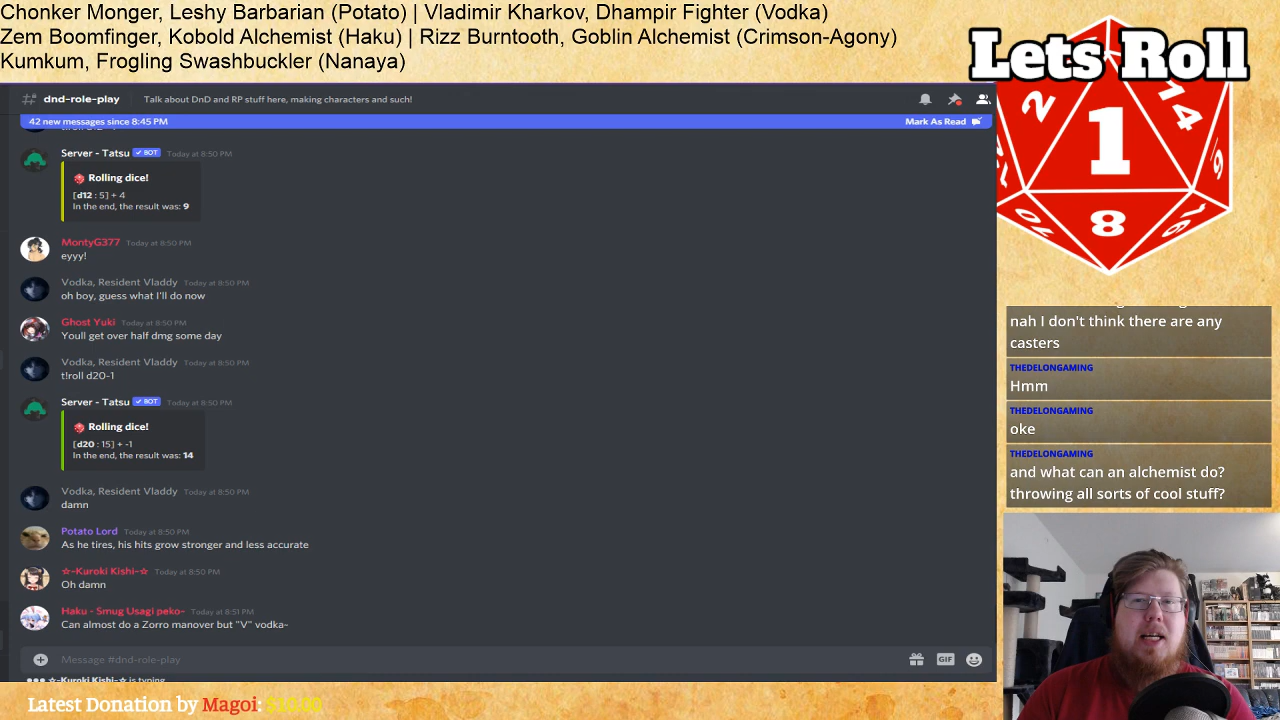 Chonker Monger, Leshy Barbarian (Potato) | Vladimir Kharkov, Dhampir Fighter (Vodka)
Zem Boomfinger, Kobold Alchemist (Haku) | Rizz Burntooth, Goblin Alchemist (Crimson-Agony)
Kumkum, Frogling Swashbuckler (Nanaya)
Lets Roll
2
14
1
8
dnd-role-play
Talk about DnD and RP stuff here, making characters and such!
42 new messages since 8:45 PM
Mark As Read
Server - Tatsu BOT Today at 8:50 PM
Rolling dice!
[d12 : 5] + 4
In the end, the result was: 9
MontyG377 Today at 8:50 PM
eyyy!
Vodka, Resident Vladdy Today at 8:50 PM
oh boy, guess what I'll do now
Ghost Yuki Today at 8:50 PM
Youll get over half dmg some day
Vodka, Resident Vladdy Today at 8:50 PM
t!roll d20-1
Server - Tatsu BOT Today at 8:50 PM
Rolling dice!
[d20 : 15] + -1
In the end, the result was: 14
Vodka, Resident Vladdy Today at 8:50 PM
damn
Potato Lord Today at 8:50 PM
As he tires, his hits grow stronger and less accurate
☆~Kuroki Kishi~☆ Today at 8:50 PM
Oh damn
Haku - Smug Usagi peko~ Today at 8:51 PM
Can almost do a Zorro manover but "V" vodka~
Message #dnd-role-play
GIF
☆~Kuroki Kishi~☆ is typing
nah I don't think there are any
casters
THEDELONGAMING
Hmm
THEDELONGAMING
oke
THEDELONGAMING
and what can an alchemist do?
throwing all sorts of cool stuff?
Latest Donation by Magoi: $10.00